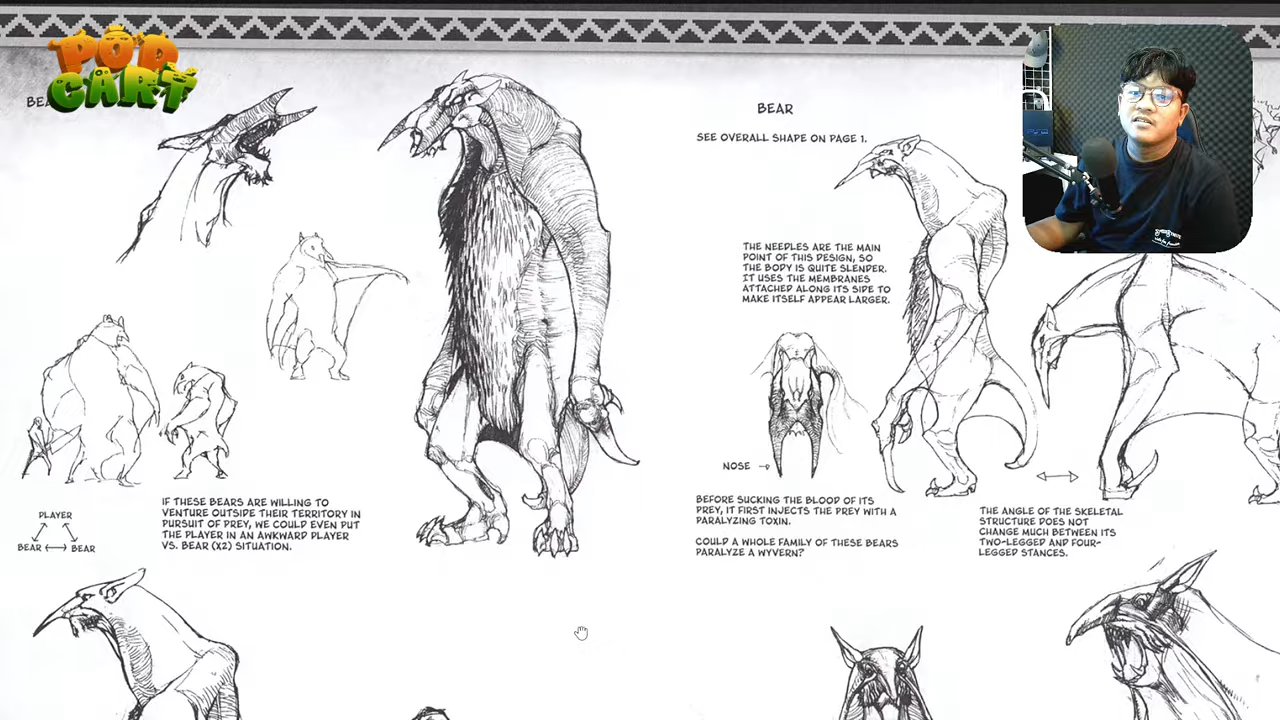 POP
CART
BEA
BEAR
SEE OVERALL SHAPE ON PAGE 1.
THE NEEDLES ARE THE MAIN
POINT OF THIS DESIGN, SO
THE BODY IS QUITE SLENDER.
IT USES THE MEMBRANES
ATTACHED ALONG ITS SIDE TO
MAKE ITSELF APPEAR LARGER.
NOSE
PLAYER
BEAR
BEAR
IF THESE BEARS ARE WILLING TO
VENTURE OUTSIDE THEIR TERRITORY IN
PURSUIT OF PREY, WE COULD EVEN PUT
THE PLAYER IN AN AWKWARD PLAYER
VS. BEAR (X2) SITUATION.
BEFORE SUCKING THE BLOOD OF ITS
PREY, IT FIRST INJECTS THE PREY WITH A
PARALYZING TOXIN.
COULD A WHOLE FAMILY OF THESE BEARS
PARALYZE A WYVERN?
THE ANGLE OF THE SKELETAL
STRUCTURE DOES NOT
CHANGE MUCH BETWEEN ITS
TWO-LEGGED AND FOUR-
LEGGED STANCES.